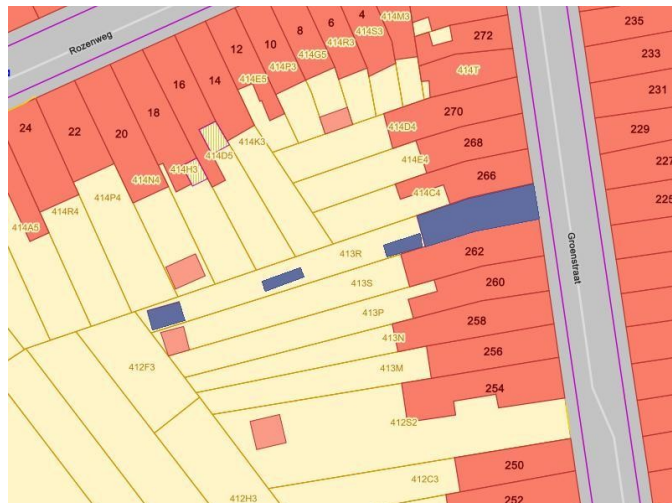 Rozenweg
4
414M3
6
414S3
272
235
8
414R3
10
414G5
12
414P3
233
414T
14
414E5
16
231
18
270
414D4
229
20
414K3
268
22
414D5
414E4
227
24
414H3
266
414N4
414C4
225
414P4
414R4
414A5
Groenstraat
413R
262
413S
260
413P
258
413N
256
412F3
413M
254
412S2
250
412C3
412H3
252